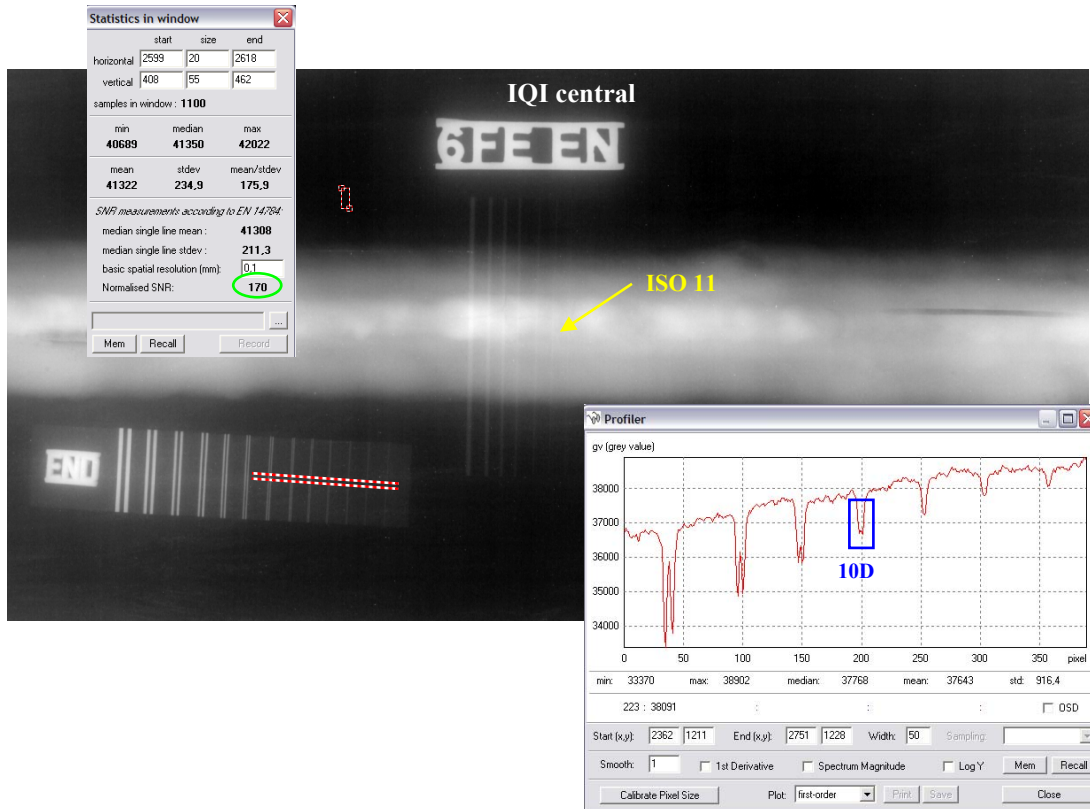 Statistics in window
start size end
horizontal 2599 20 2618
vertical 408 55 462
samples in window : 1100
min median max
40689 41350 42022
mean stdev mean/stdev
41322 234,9 175,9
SNR measurements according to EN 14784:
median single line mean : 41308
median single line stdev : 211,3
basic spatial resolution (mm): 0,1
Normalised SNR: 170
...
Mem Recall Record
IQI central
6FE EN
ISO 11
END
Profiler
gv (grey value)
38000
37000
36000
35000
34000
10D
0 50 100 150 200 250 300 350 pixel
min: 33370 max: 38902 median: 37768 mean: 37643 std: 916,4
223 : 38091 : : : OSD
Start (x,y): 2362 1211 End (x,y): 2751 1228 Width: 50 Sampling:
Smooth: 1 1st Derivative Spectrum Magnitude Log Y Mem Recall
Calibrate Pixel Size Plot: first-order Print Save Close